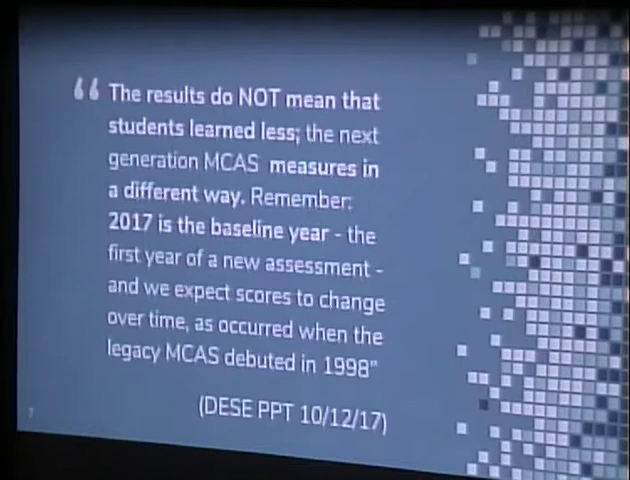 “ The results do NOT mean that
students learned less; the next
generation MCAS measures in
a different way. Remember:
2017 is the baseline year - the
first year of a new assessment -
and we expect scores to change
over time, as occurred when the
legacy MCAS debuted in 1998”
(DESE PPT 10/12/17)
7